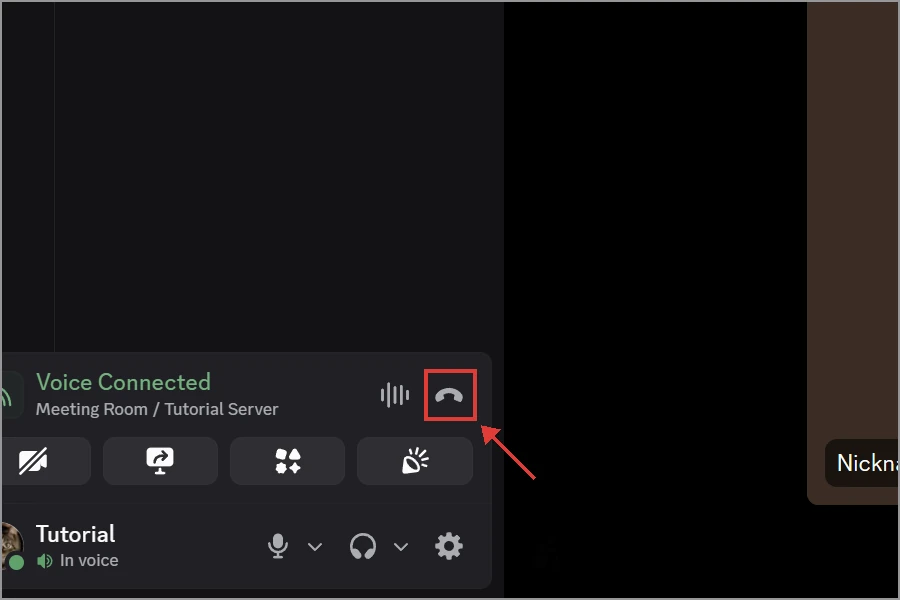 Voice Connected
Meeting Room / Tutorial Server
Nickna
Tutorial
In voice